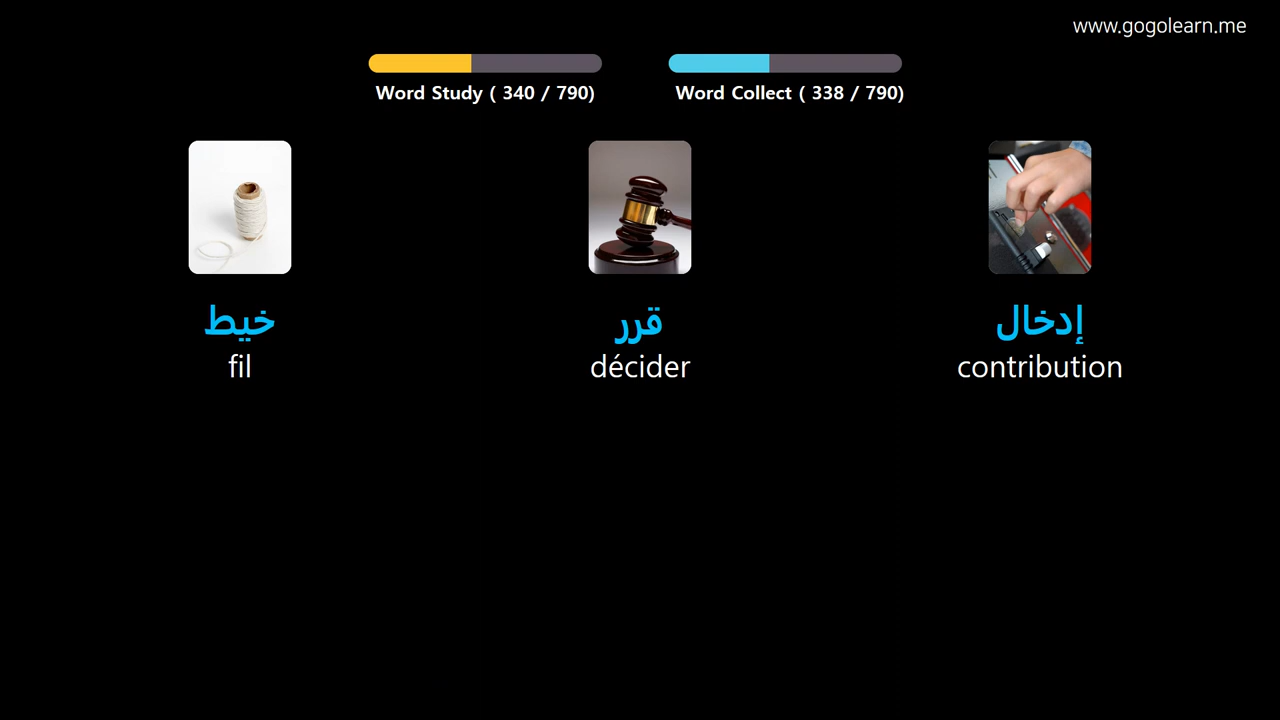 www.gogolearn.me
Word Study ( 340 / 790)
Word Collect ( 338 / 790)
خيط
fil
قرر
décider
إدخال
contribution